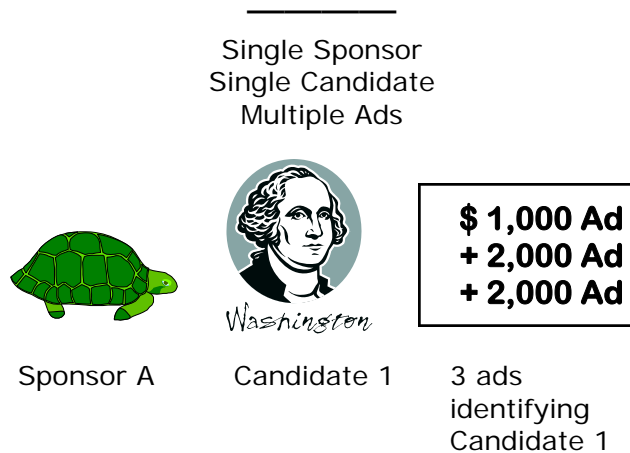 Single Sponsor
Single Candidate
Multiple Ads
$ 1,000 Ad
+ 2,000 Ad
+ 2,000 Ad
Washington
Sponsor A
Candidate 1
3 ads
identifying
Candidate 1